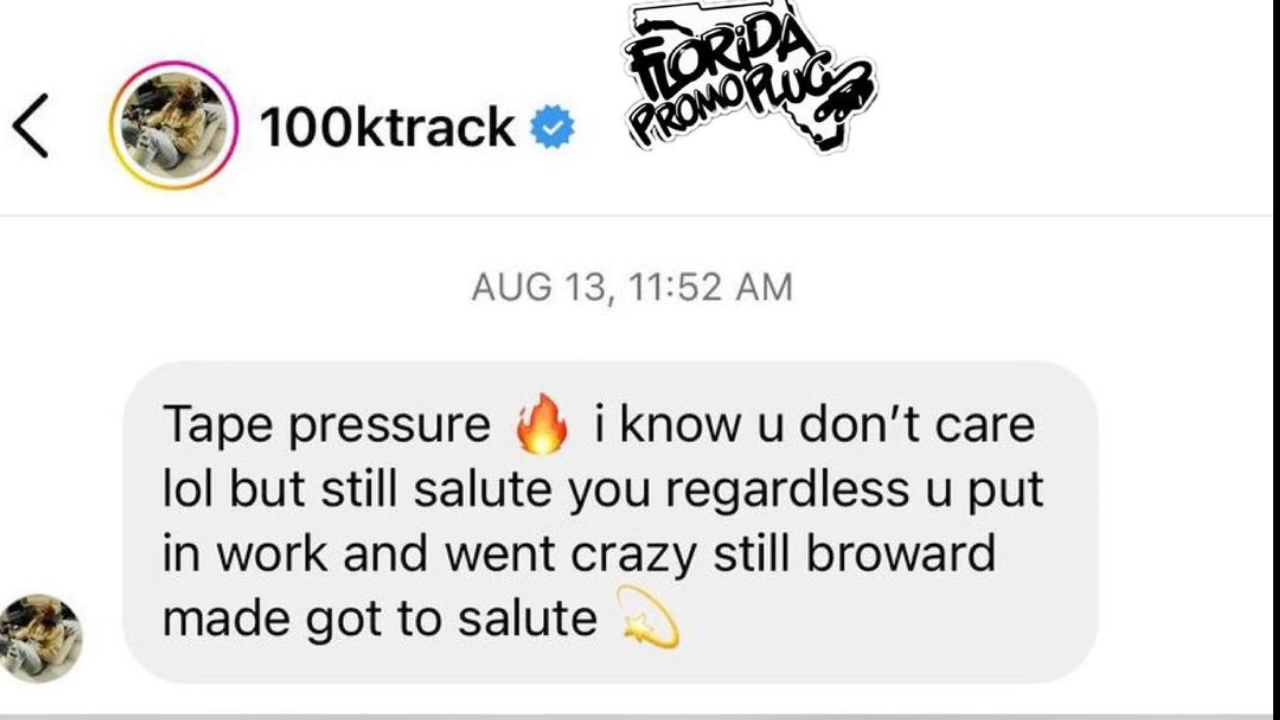 FLORIDA
PROMO PLUG
100ktrack
AUG 13, 11:52 AM
Tape pressure 🔥 i know u don’t care
lol but still salute you regardless u put
in work and went crazy still broward
made got to salute 💫